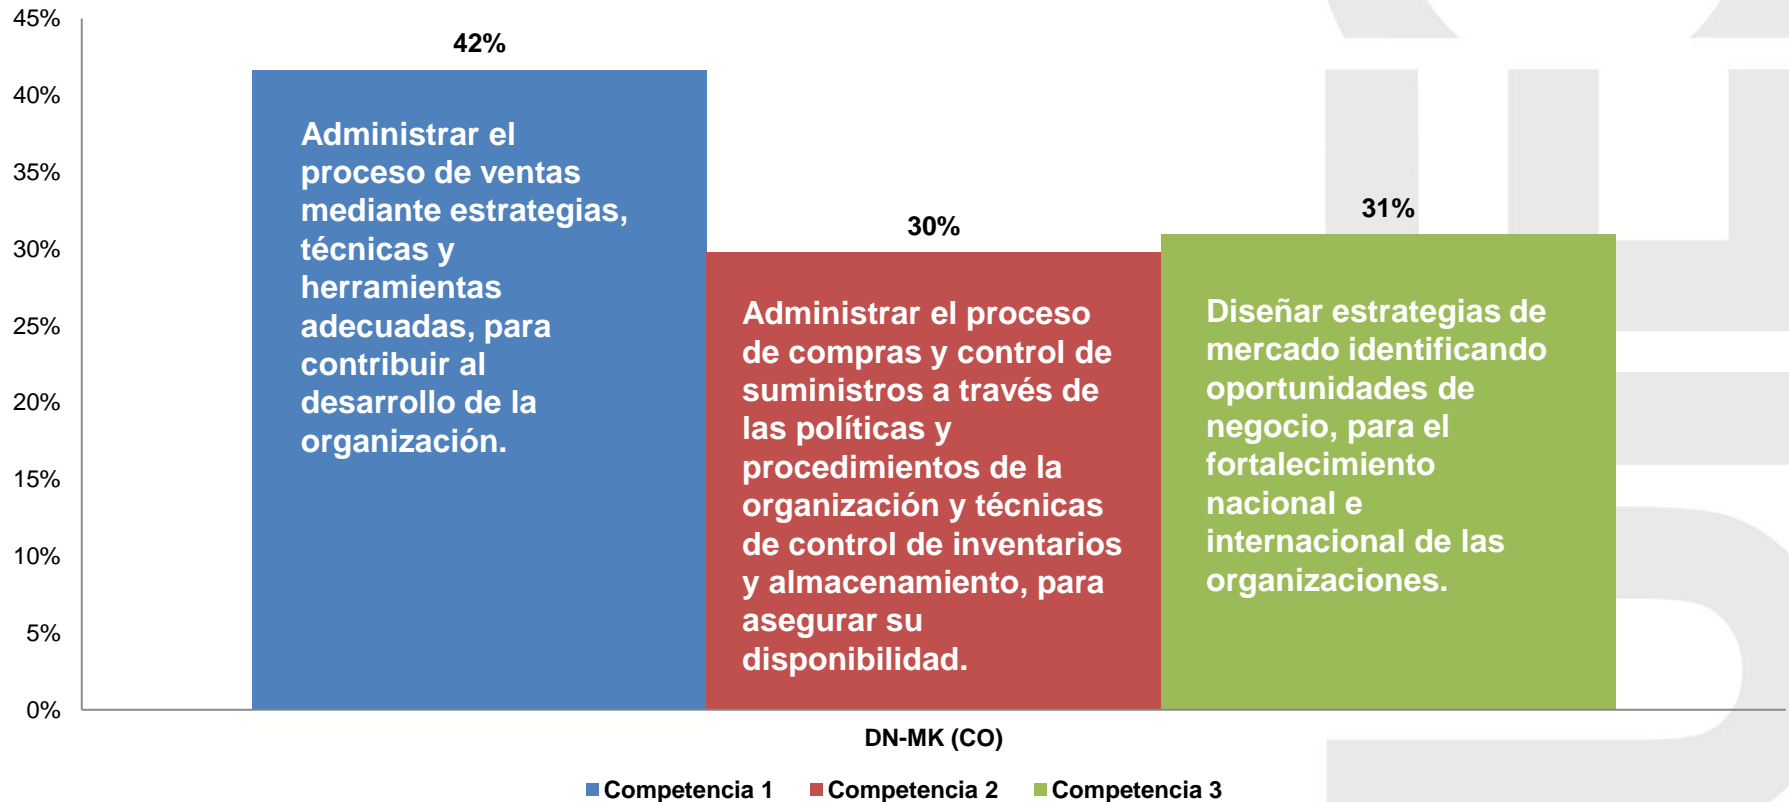 45%
40%
35%
30%
25%
20%
15%
10%
5%
0%
42%
Administrar el
proceso de ventas
mediante estrategias,
técnicas y
herramientas
adecuadas, para
contribuir al
desarrollo de la
organización.
30%
Administrar el proceso
de compras y control de
suministros a través de
las políticas y
procedimientos de la
organización y técnicas
de control de inventarios
y almacenamiento, para
asegurar su
disponibilidad.
31%
Diseñar estrategias de
mercado identificando
oportunidades de
negocio, para el
fortalecimiento
nacional e
internacional de las
organizaciones.
DN-MK (CO)
Competencia 1 Competencia 2 Competencia 3